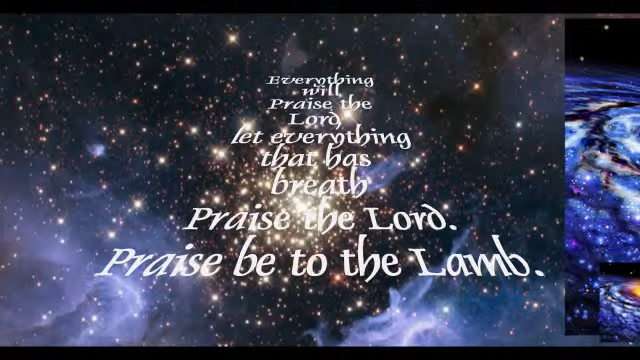 Everything
will
Praise the
Lord,
let everything
that has
breath
Praise the Lord.
Praise be to the Lamb.